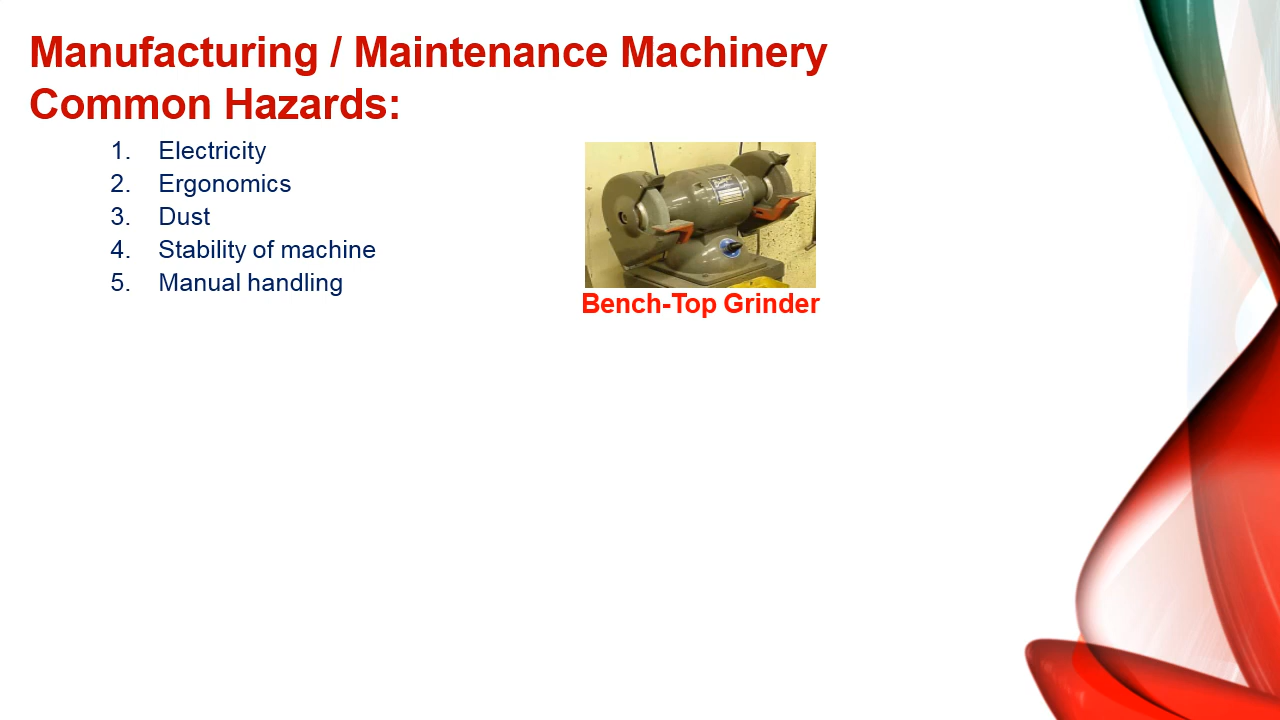 Manufacturing / Maintenance Machinery
Common Hazards:
1. Electricity
2. Ergonomics
3. Dust
4. Stability of machine
5. Manual handling
Bench-Top Grinder